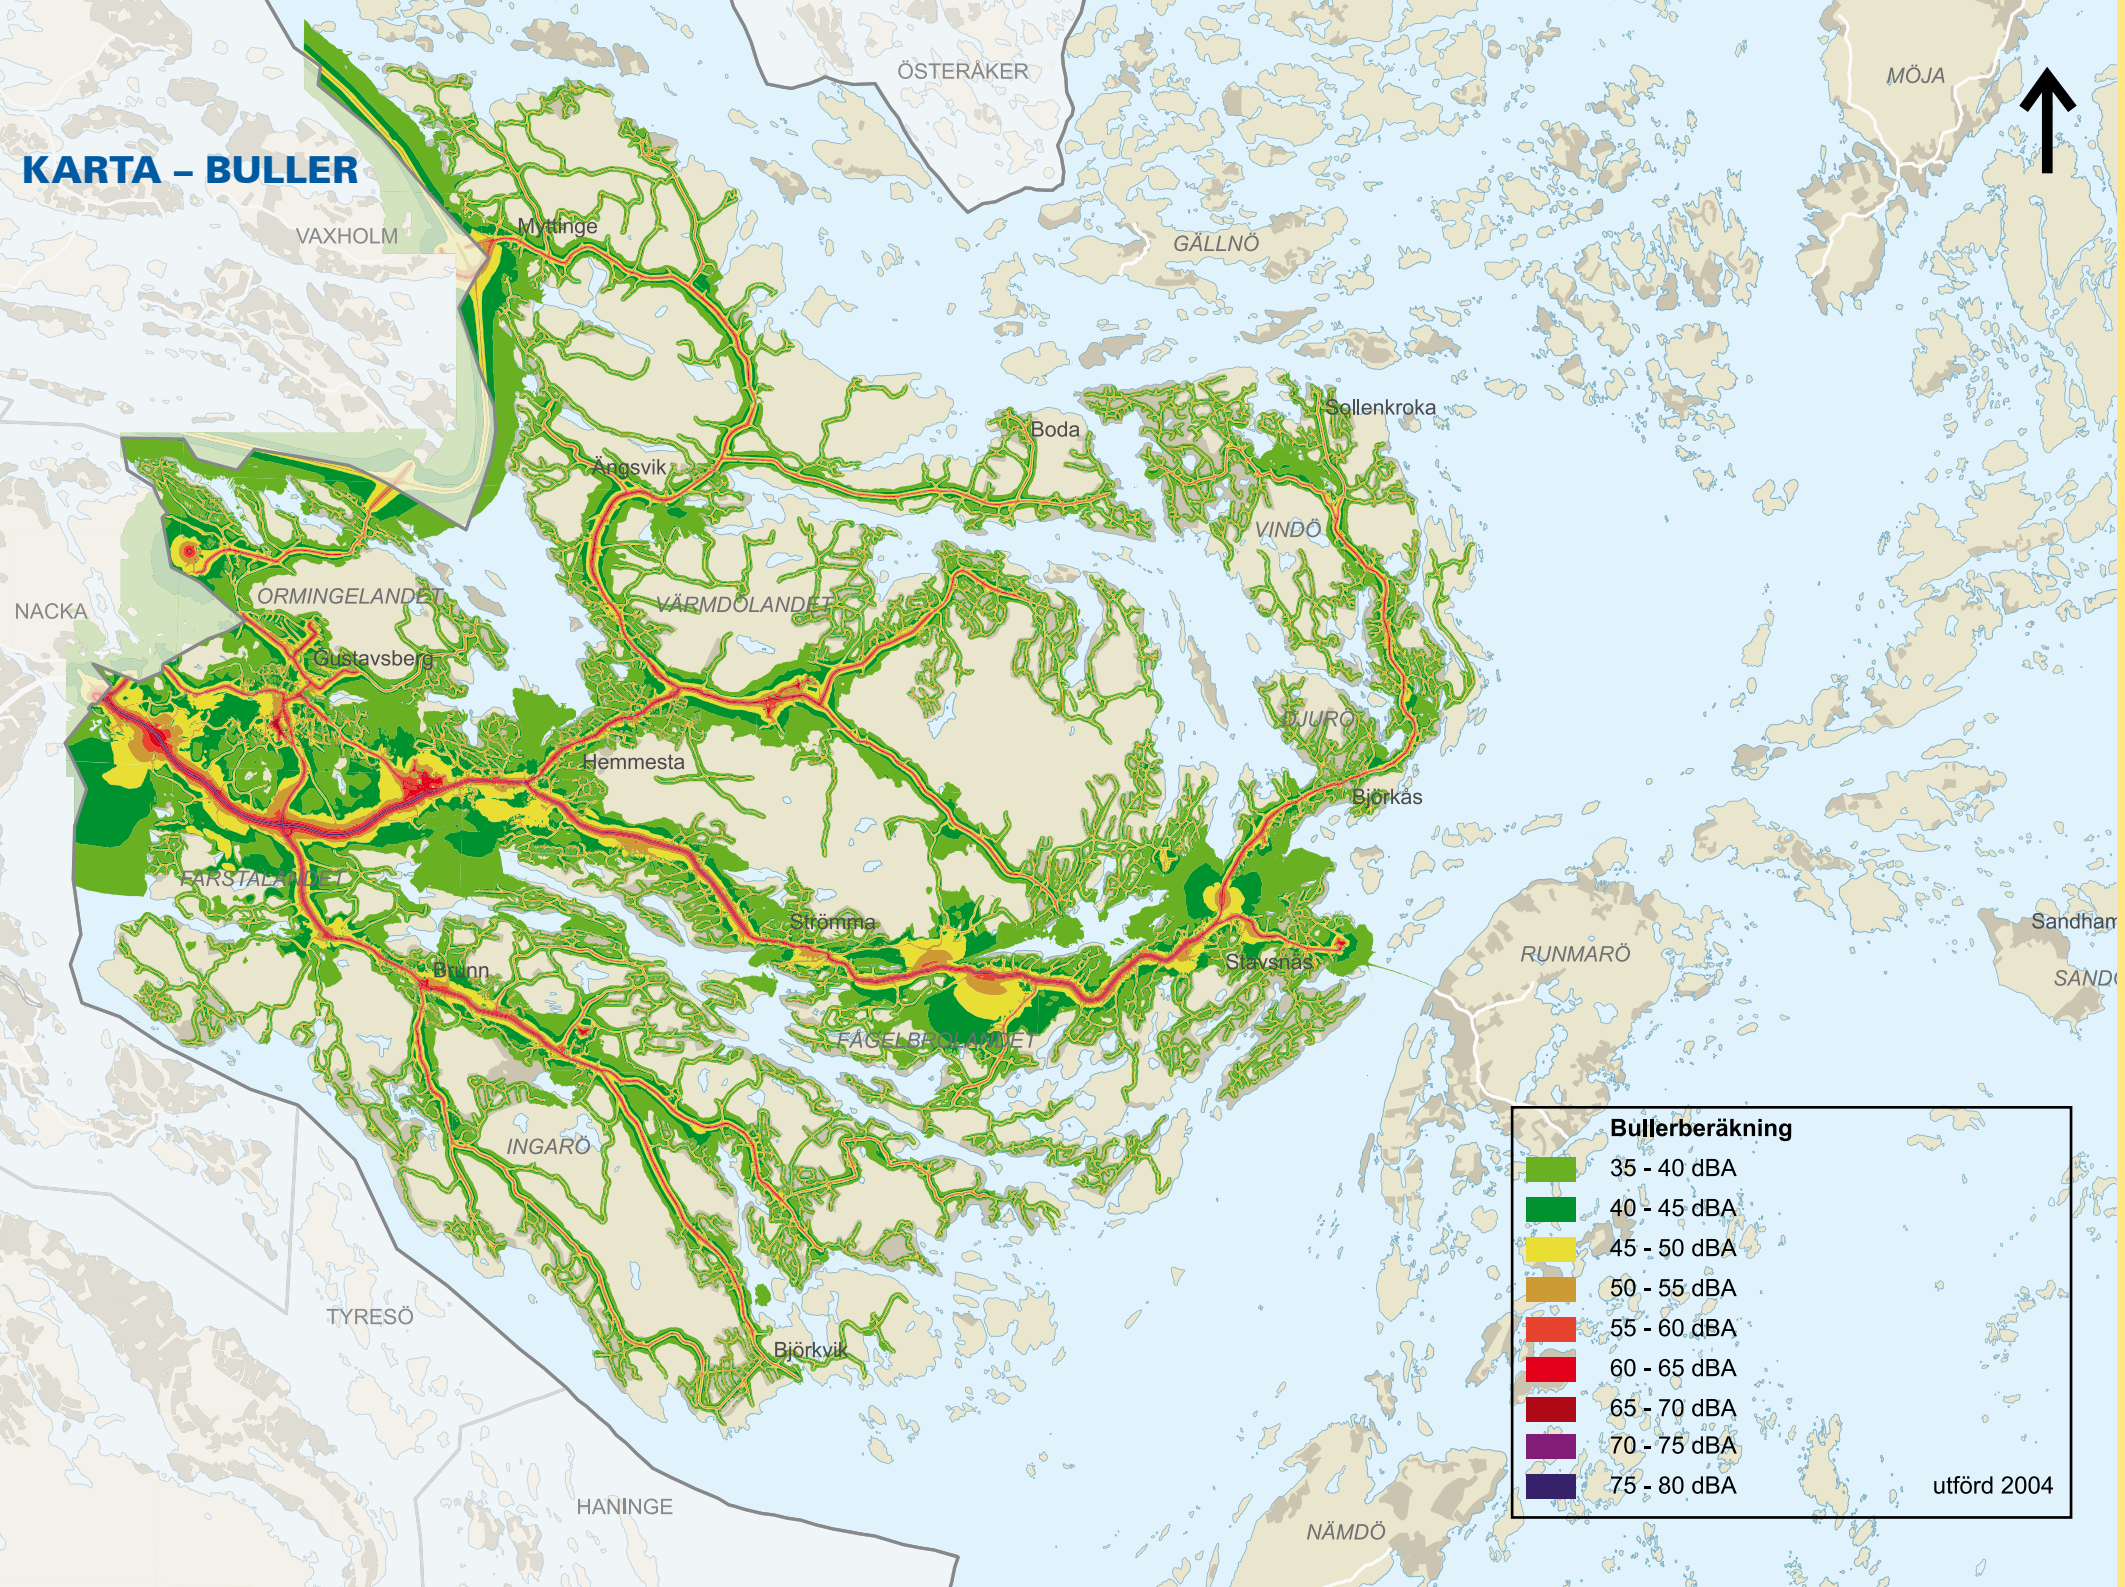 ÖSTERÅKER
MÖJA
KARTA – BULLER
Myttinge
VAXHOLM
GÄLLNÖ
Sollenkroka
Boda
Ängsvik
VINDÖ
ORMINGELANDET
VÄRMDÖLANDET
NACKA
Gustavsberg
DJURÖ
Hemmesta
Björkås
FARSTALANDET
Strömma
Sandham
RUNMARÖ
Stavsnäs
Brunn
SANDÖ
FÅGELBROLANDET
INGARÖ
TYRESÖ
Björkvik
HANINGE
NÄMDÖ
Bullerberäkning
35 - 40 dBA
40 - 45 dBA
45 - 50 dBA
50 - 55 dBA
55 - 60 dBA
60 - 65 dBA
65 - 70 dBA
70 - 75 dBA
75 - 80 dBA
utförd 2004